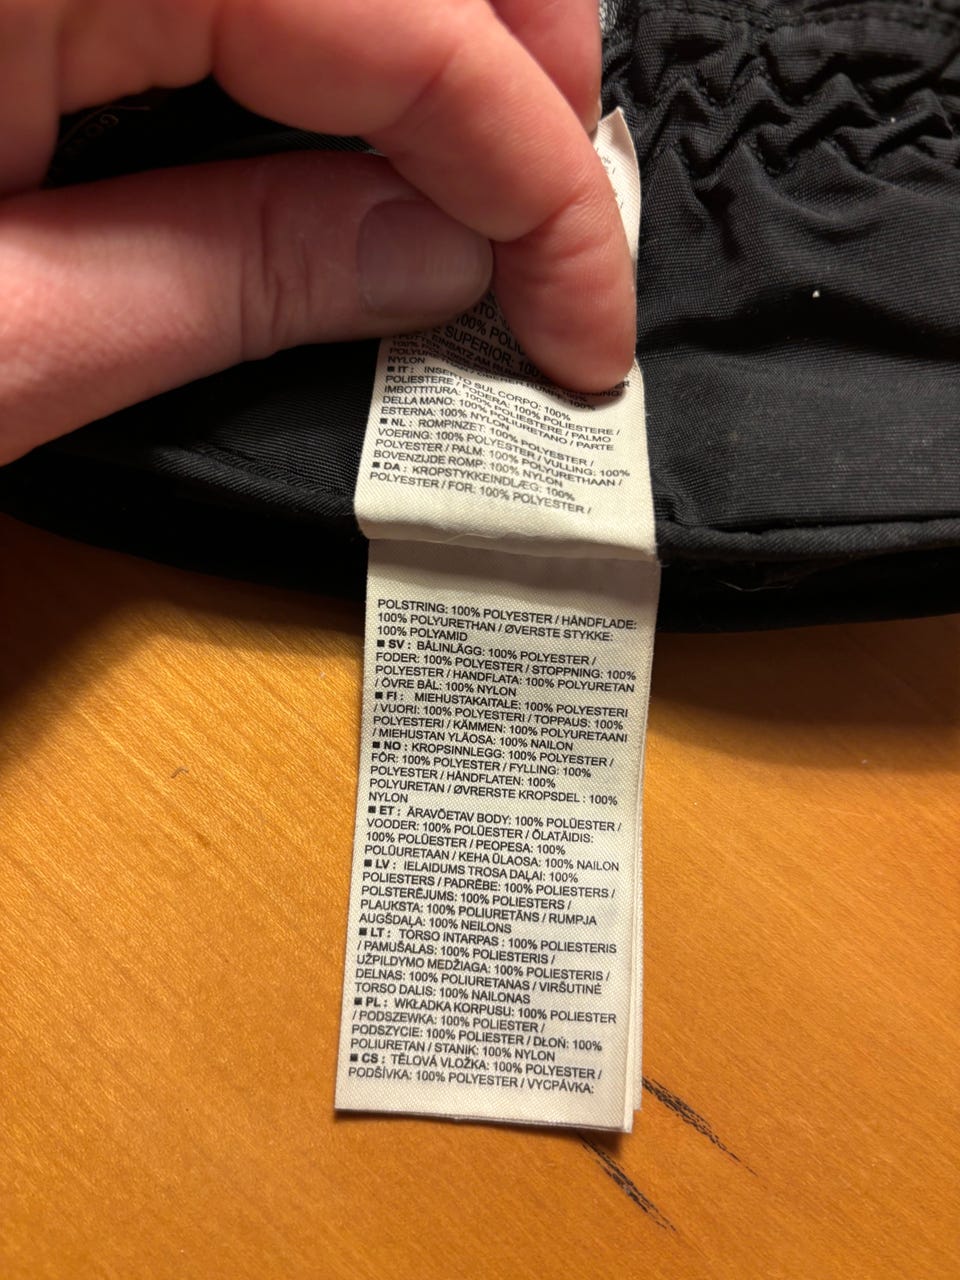 NTO:
100% POLIU
SUPERIOR: 100
EINSATZ AM
NYLON
■ IT : INSERTO SUL CORPO: 100%
POLIESTERE / FODERA: 100% POLIESTERE /
IMBOTTITURA: 100% POLIESTERE / PALMO
DELLA MANO: 100% POLIURETANO / PARTE
ESTERNA: 100% NYLON
■ NL : ROMPINZET: 100% POLYESTER /
VOERING: 100% POLYESTER / VULLING: 100%
POLYESTER / PALM: 100% POLYURETHAAN /
BOVENZIJDE ROMP: 100% NYLON
■ DA : KROPSTYKKEINDLÆG: 100%
POLYESTER / FOR: 100% POLYESTER /
POLSTRING: 100% POLYESTER / HÅNDFLADE:
100% POLYURETHAN / ØVERSTE STYKKE:
100% POLYAMID
■ SV : BÅLINLÄGG: 100% POLYESTER /
FODER: 100% POLYESTER / STOPPNING: 100%
POLYESTER / HANDFLATA: 100% POLYURETAN
/ ÖVRE BÅL: 100% NYLON
■ FI : MIEHUSTAKAITALE: 100% POLYESTERI
/ VUORI: 100% POLYESTERI / TOPPAUS: 100%
POLYESTERI / KÄMMEN: 100% POLYURETAANI
/ MIEHUSTAN YLÄOSA: 100% NAILON
■ NO : KROPSINNLEGG: 100% POLYESTER /
FÔR: 100% POLYESTER / FYLLING: 100%
POLYESTER / HÅNDFLATEN: 100%
POLYURETAN / ØVRERSTE KROPSDEL : 100%
NYLON
■ ET : ÄRAVÕETAV BODY: 100% POLÜESTER /
VOODER: 100% POLÜESTER / ÕLATÄIDIS:
100% POLÜESTER / PEOPESA: 100%
POLÜURETAAN / KEHA ÜLAOSA: 100% NAILON
■ LV : IELAIDUMS TROSA DAĻAI: 100%
POLIESTERS / PADRĒBE: 100% POLIESTERS /
POLSTERĒJUMS: 100% POLIESTERS /
PLAUKSTA: 100% POLIURETĀNS / RUMPJA
AUGŠDAĻA: 100% NEILONS
■ LT : TORSO INTARPAS : 100% POLIESTERIS
/ PAMUŠALAS: 100% POLIESTERIS /
UŽPILDYMO MEDŽIAGA: 100% POLIESTERIS /
DELNAS: 100% POLIURETANAS / VIRŠUTINĖ
TORSO DALIS: 100% NAILONAS
■ PL : WKŁADKA KORPUSU: 100% POLIESTER
/ PODSZEWKA: 100% POLIESTER /
PODSZYCIE: 100% POLIESTER / DŁOŃ: 100%
POLIURETAN / STANIK: 100% NYLON
■ CS : TĚLOVÁ VLOŽKA: 100% POLYESTER /
PODŠÍVKA: 100% POLYESTER / VYCPÁVKA: